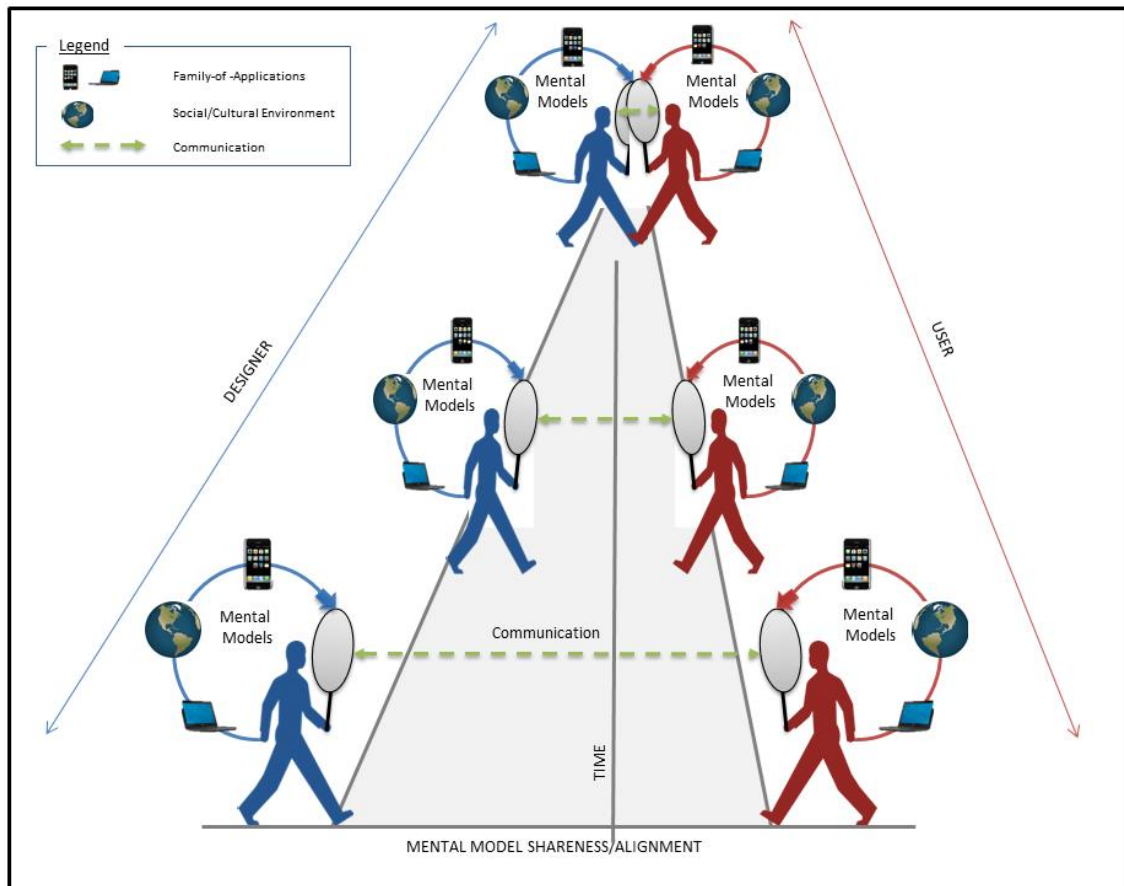 Legend
Family-of -Applications
Social/Cultural Environment
Communication
Mental
Models
Mental
Models
DESIGNER
USER
Mental
Models
Mental
Models
Mental
Models
Communication
Mental
Models
TIME
MENTAL MODEL SHARENESS/ALIGNMENT